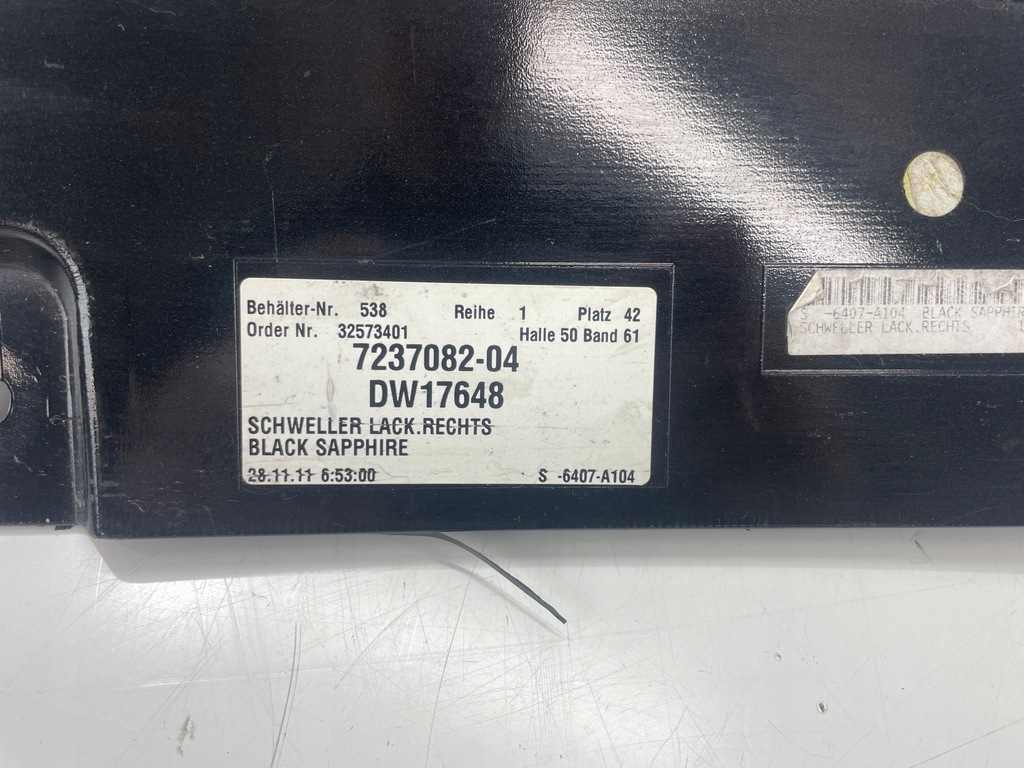 Behälter-Nr. 538 Reihe 1 Platz 42
Order Nr. 32573401 Halle 50 Band 61
7237082-04
DW17648
SCHWELLER LACK.RECHTS
BLACK SAPPHIRE
28.11.11 6:53:00 S -6407-A104
S -6407-A104 BLACK SAPPHIR
SCHWELLER LACK.RECHTS